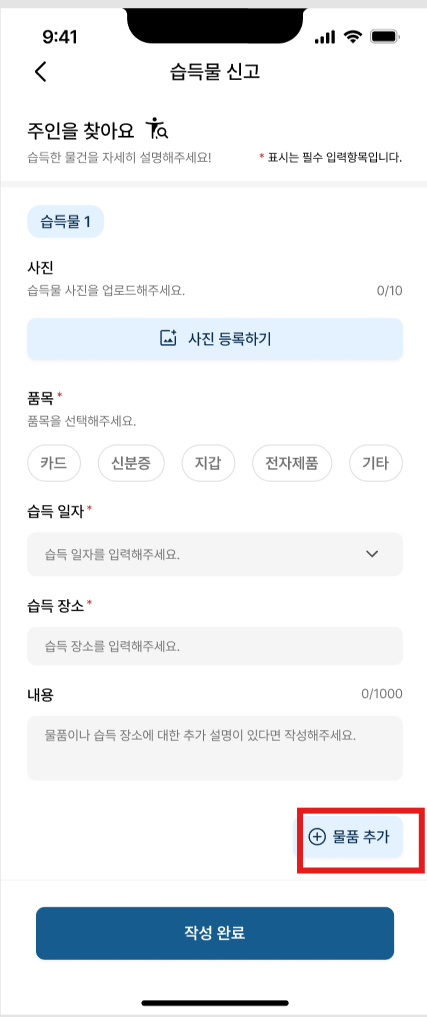 9:41
습득물 신고
주인을 찾아요
습득한 물건을 자세히 설명해주세요!
* 표시는 필수 입력항목입니다.
습득물 1
사진
습득물 사진을 업로드해주세요.
0/10
사진 등록하기
품목 *
품목을 선택해주세요.
카드 신분증 지갑 전자제품 기타
습득 일자 *
습득 일자를 입력해주세요.
습득 장소 *
습득 장소를 입력해주세요.
내용
0/1000
물품이나 습득 장소에 대한 추가 설명이 있다면 작성해주세요.
물품 추가
작성 완료